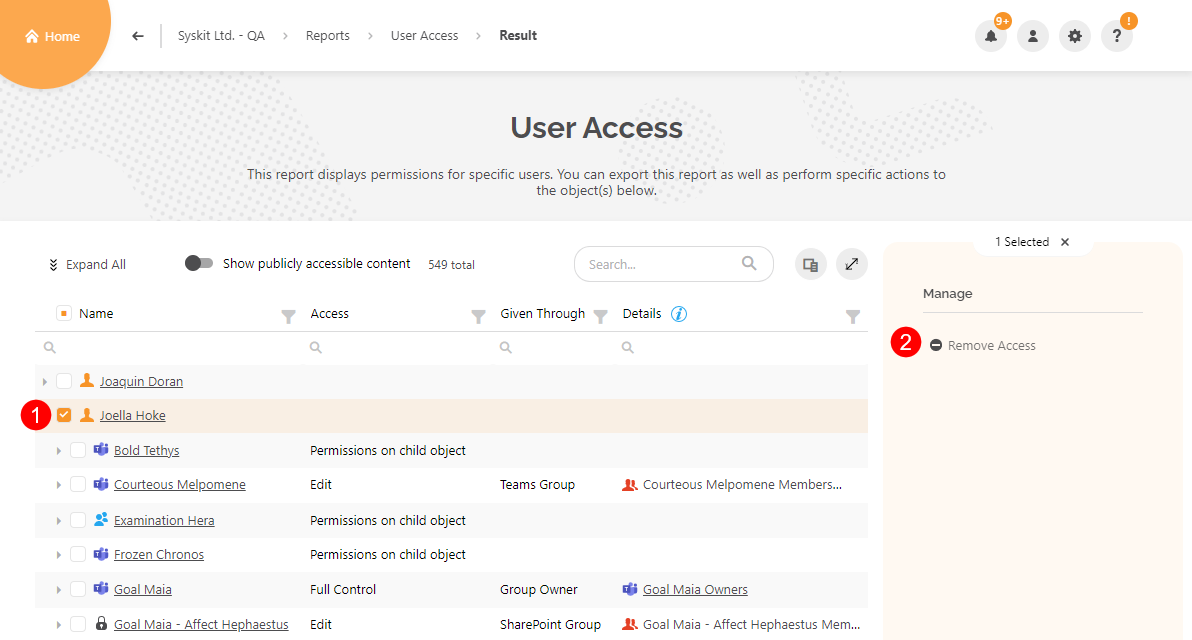 Home
Syskit Ltd. - QA > Reports > User Access > Result
9+
!
?
User Access
This report displays permissions for specific users. You can export this report as well as perform specific actions to
the object(s) below.
1 Selected
Expand All
Show publicly accessible content
549 total
Search...
Manage
Name
Access
Given Through
Details
i
2
Remove Access
Joaquin Doran
1
Joella Hoke
Bold Tethys Permissions on child object
Courteous Melpomene Edit Teams Group Courteous Melpomene Members...
Examination Hera Permissions on child object
Frozen Chronos Permissions on child object
Goal Maia Full Control Group Owner Goal Maia Owners
Goal Maia - Affect Hephaestus Edit SharePoint Group Goal Maia - Affect Hephaestus Mem...